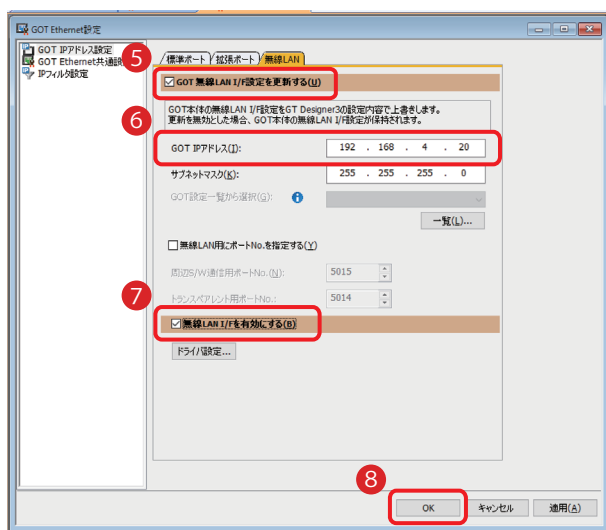 GOT Ethernet設定
GOT IPアドレス設定
GOT Ethernet共通設
IPフィルタ設定
5
標準ポート 拡張ポート 無線LAN
GOT 無線LAN I/F設定を更新する(U)
GOT本体の無線LAN I/F設定をGT Designer3の設定内容で上書きします。
更新を無効とした場合、GOT本体の無線LAN I/F設定が保持されます。
6
GOT IPアドレス(I): 192 . 168 . 4 . 20
サブネットマスク(K): 255 . 255 . 255 . 0
GOT設定一覧から選択(G):
一覧(L)...
無線LAN用にポートNo.を指定する(Y)
周辺S/W通信用ポートNo.(N): 5015
トランスペアレント用ポートNo.: 5014
7
無線LAN I/Fを有効にする(B)
ドライバ設定...
8
OK キャンセル 適用(A)